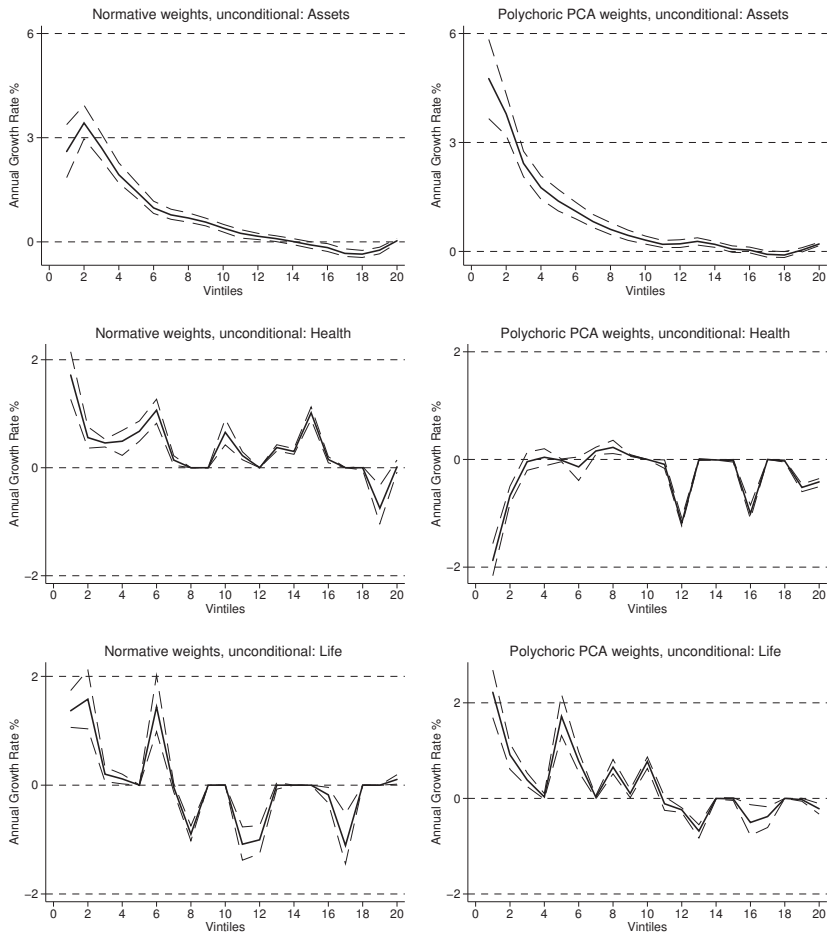 Normative weights, unconditional: Assets
Annual Growth Rate %
6
3
0
0 2 4 6 8 10 12 14 16 18 20
Vintiles
Polychoric PCA weights, unconditional: Assets
Annual Growth Rate %
6
3
0
0 2 4 6 8 10 12 14 16 18 20
Vintiles
Normative weights, unconditional: Health
Annual Growth Rate %
2
0
−2
0 2 4 6 8 10 12 14 16 18 20
Vintiles
Polychoric PCA weights, unconditional: Health
Annual Growth Rate %
2
0
−2
0 2 4 6 8 10 12 14 16 18 20
Vintiles
Normative weights, unconditional: Life
Annual Growth Rate %
2
0
−2
0 2 4 6 8 10 12 14 16 18 20
Vintiles
Polychoric PCA weights, unconditional: Life
Annual Growth Rate %
2
0
−2
0 2 4 6 8 10 12 14 16 18 20
Vintiles